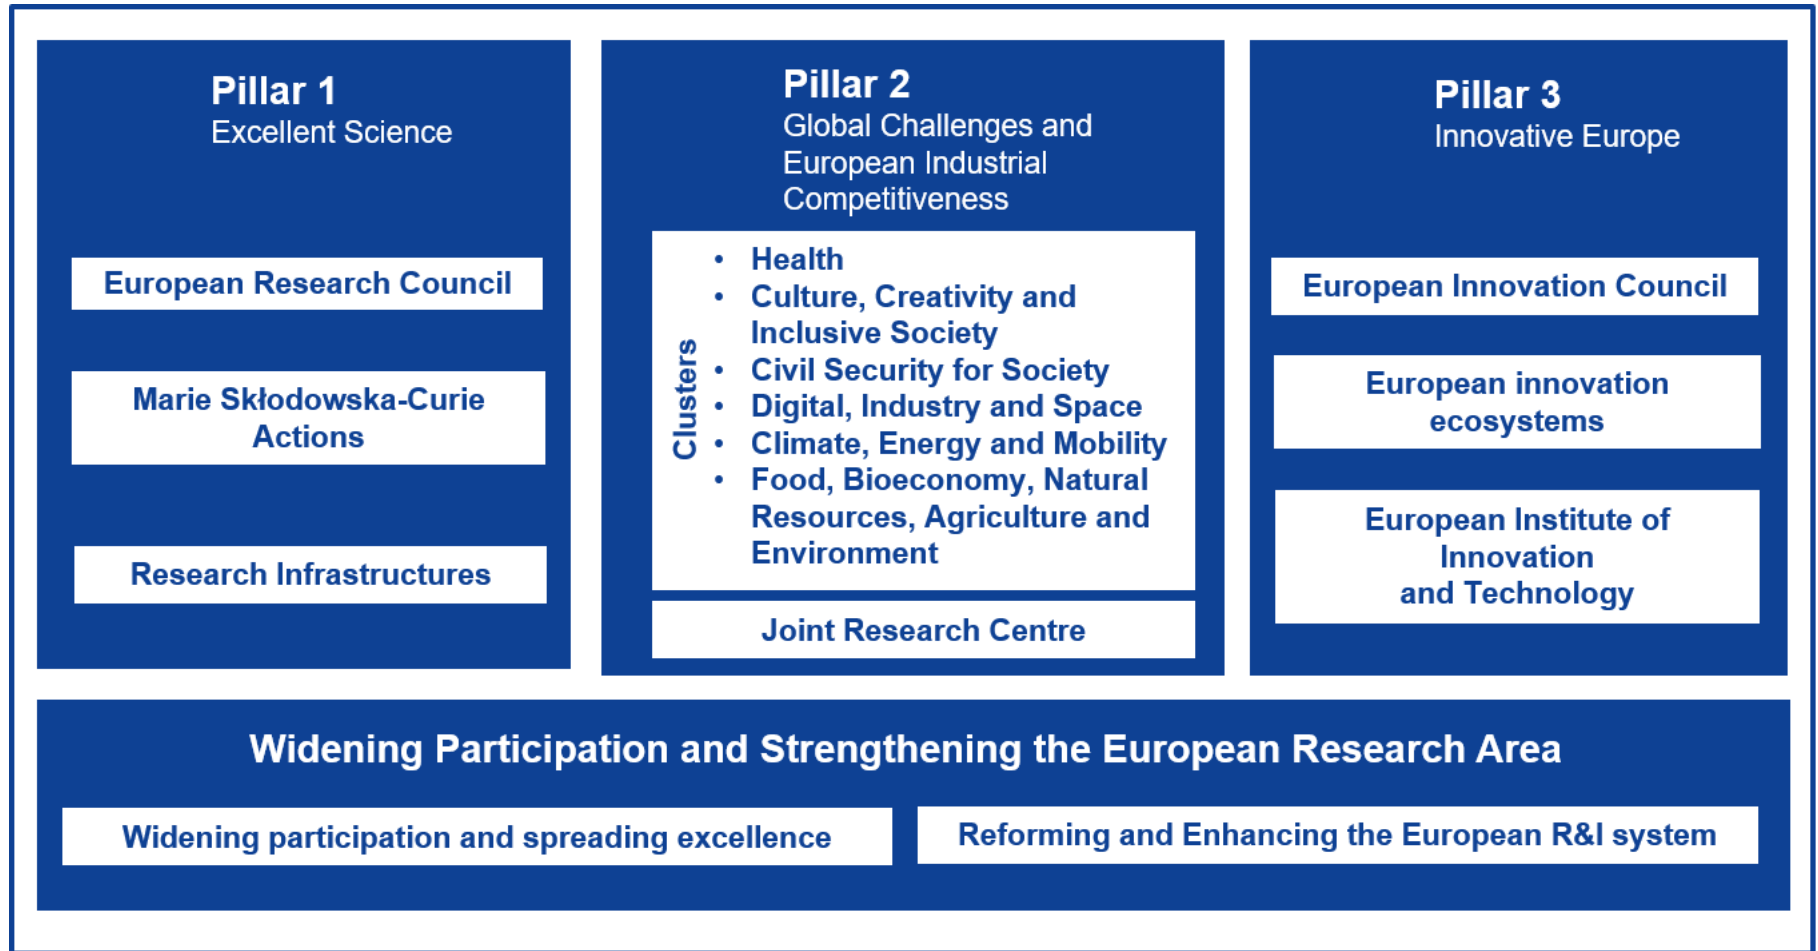 Pillar 1
Excellent Science
European Research Council
Marie Skłodowska-Curie
Actions
Research Infrastructures
Pillar 2
Global Challenges and
European Industrial
Competitiveness
Clusters
• Health
• Culture, Creativity and
Inclusive Society
• Civil Security for Society
• Digital, Industry and Space
• Climate, Energy and Mobility
• Food, Bioeconomy, Natural
Resources, Agriculture and
Environment
Joint Research Centre
Pillar 3
Innovative Europe
European Innovation Council
European innovation
ecosystems
European Institute of
Innovation
and Technology
Widening Participation and Strengthening the European Research Area
Widening participation and spreading excellence
Reforming and Enhancing the European R&I system